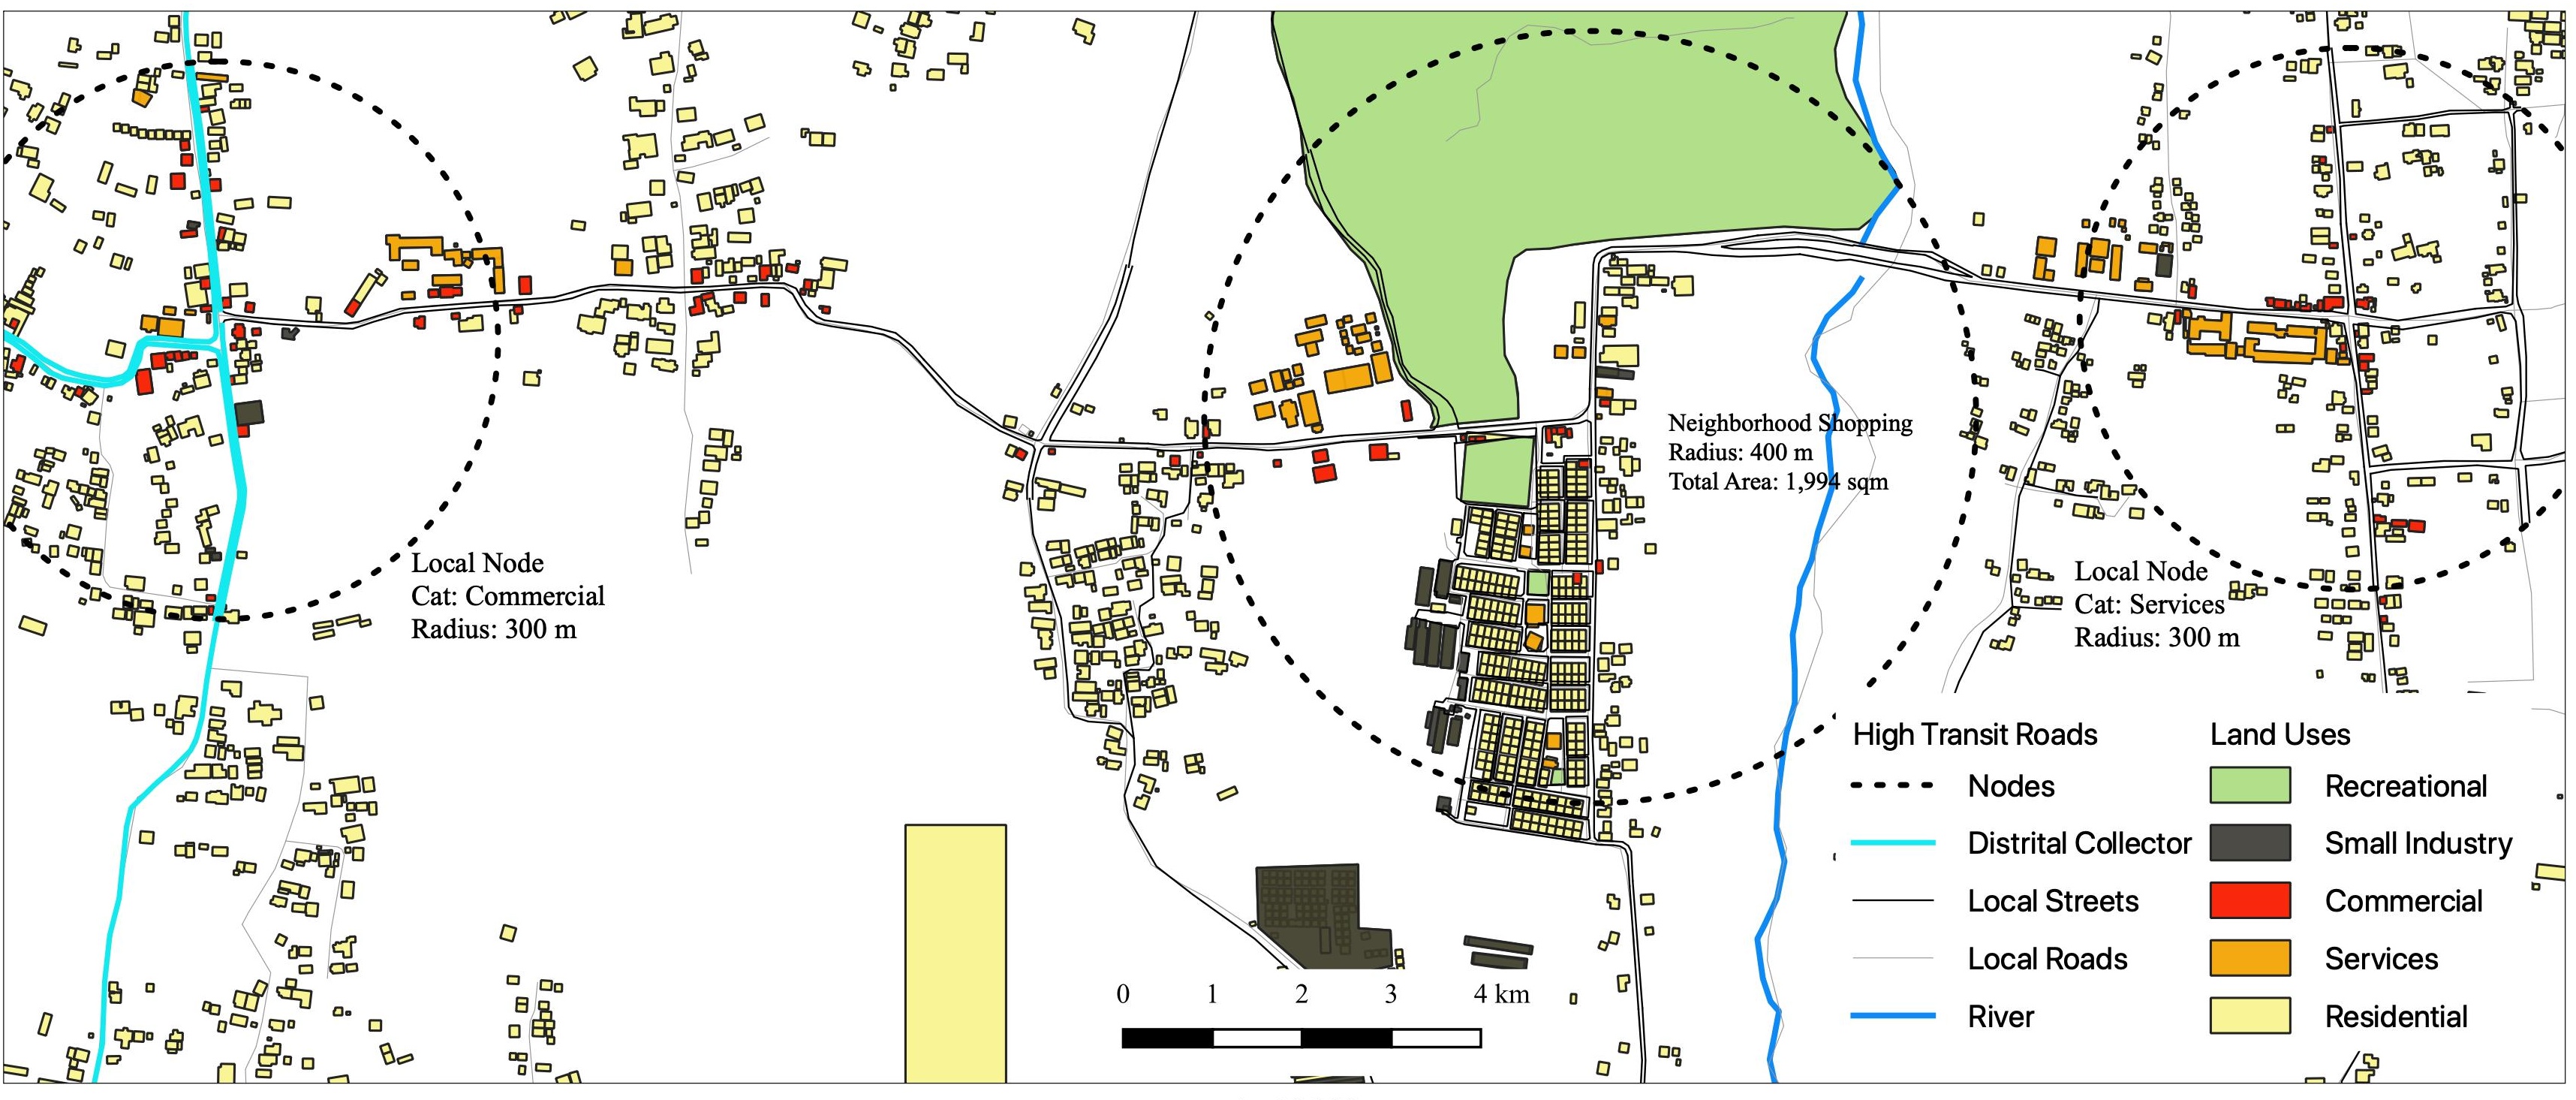 Neighborhood Shopping
Radius: 400 m
Total Area: 1,994 sqm
Local Node
Cat: Commercial
Radius: 300 m
Local Node
Cat: Services
Radius: 300 m
High Transit Roads
Nodes
Distrital Collector
Local Streets
Local Roads
River
Land Uses
Recreational
Small Industry
Commercial
Services
Residential
0 1 2 3 4 km